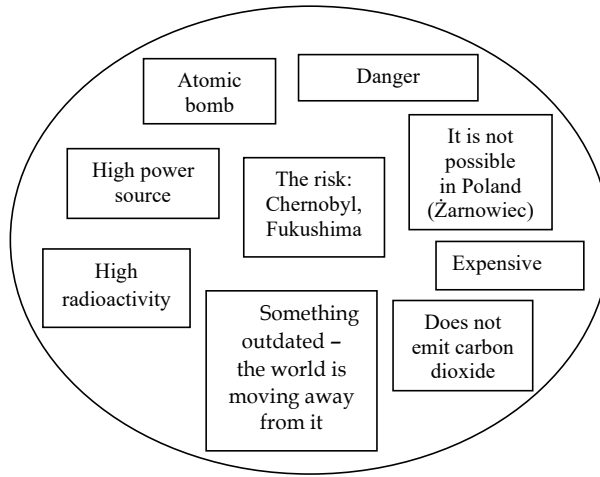 Atomic
bomb
Danger
It is not
possible
in Poland
(Żarnowiec)
High power
source
The risk:
Chernobyl,
Fukushima
High
radioactivity
Expensive
Something
outdated –
the world is
moving away
from it
Does not
emit carbon
dioxide